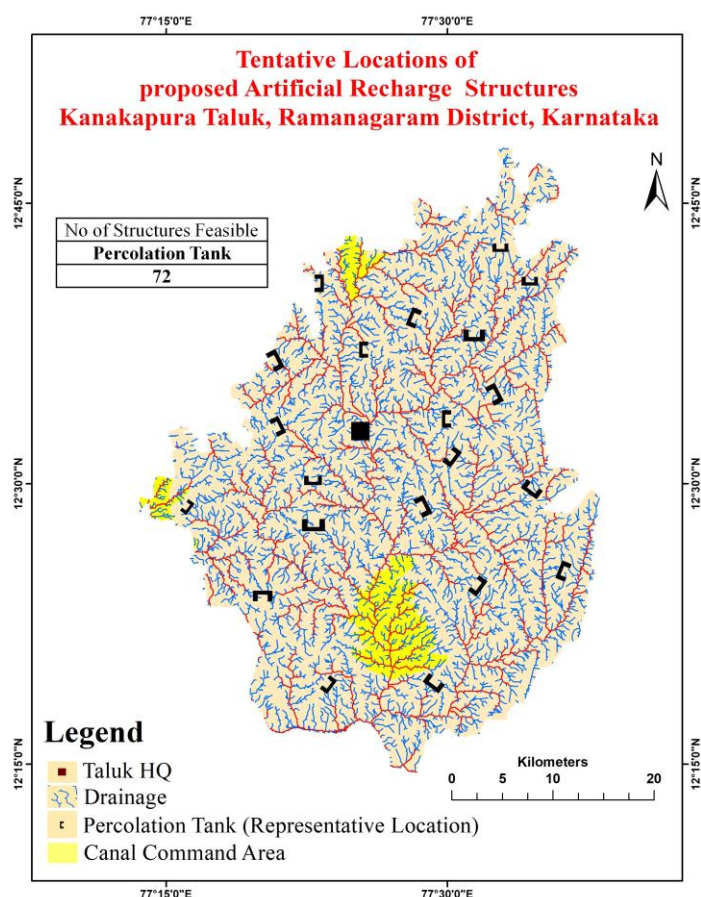 77°15'0"E
77°30'0"E
Tentative Locations of
proposed Artificial Recharge Structures
Kanakapura Taluk, Ramanagaram District, Karnataka
N
12°45'0"N
12°45'0"N
No of Structures Feasible
Percolation Tank
72
12°30'0"N
12°30'0"N
Legend
Taluk HQ
Drainage
Percolation Tank (Representative Location)
Canal Command Area
Kilometers
0 5 10 20
12°15'0"N
12°15'0"N
77°15'0"E
77°30'0"E